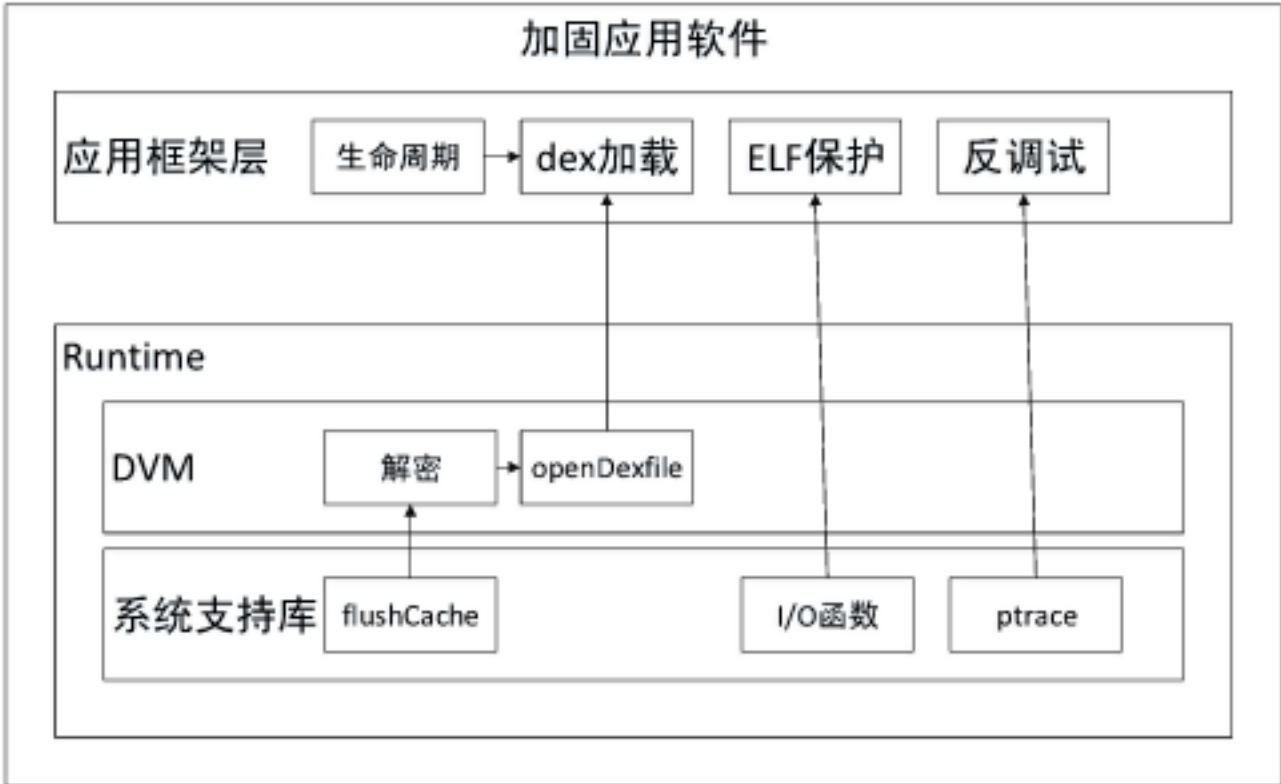 加固应用软件
应用框架层
生命周期
dex加载
ELF保护
反调试
Runtime
DVM
解密
openDexfile
系统支持库
flushCache
I/O函数
ptrace